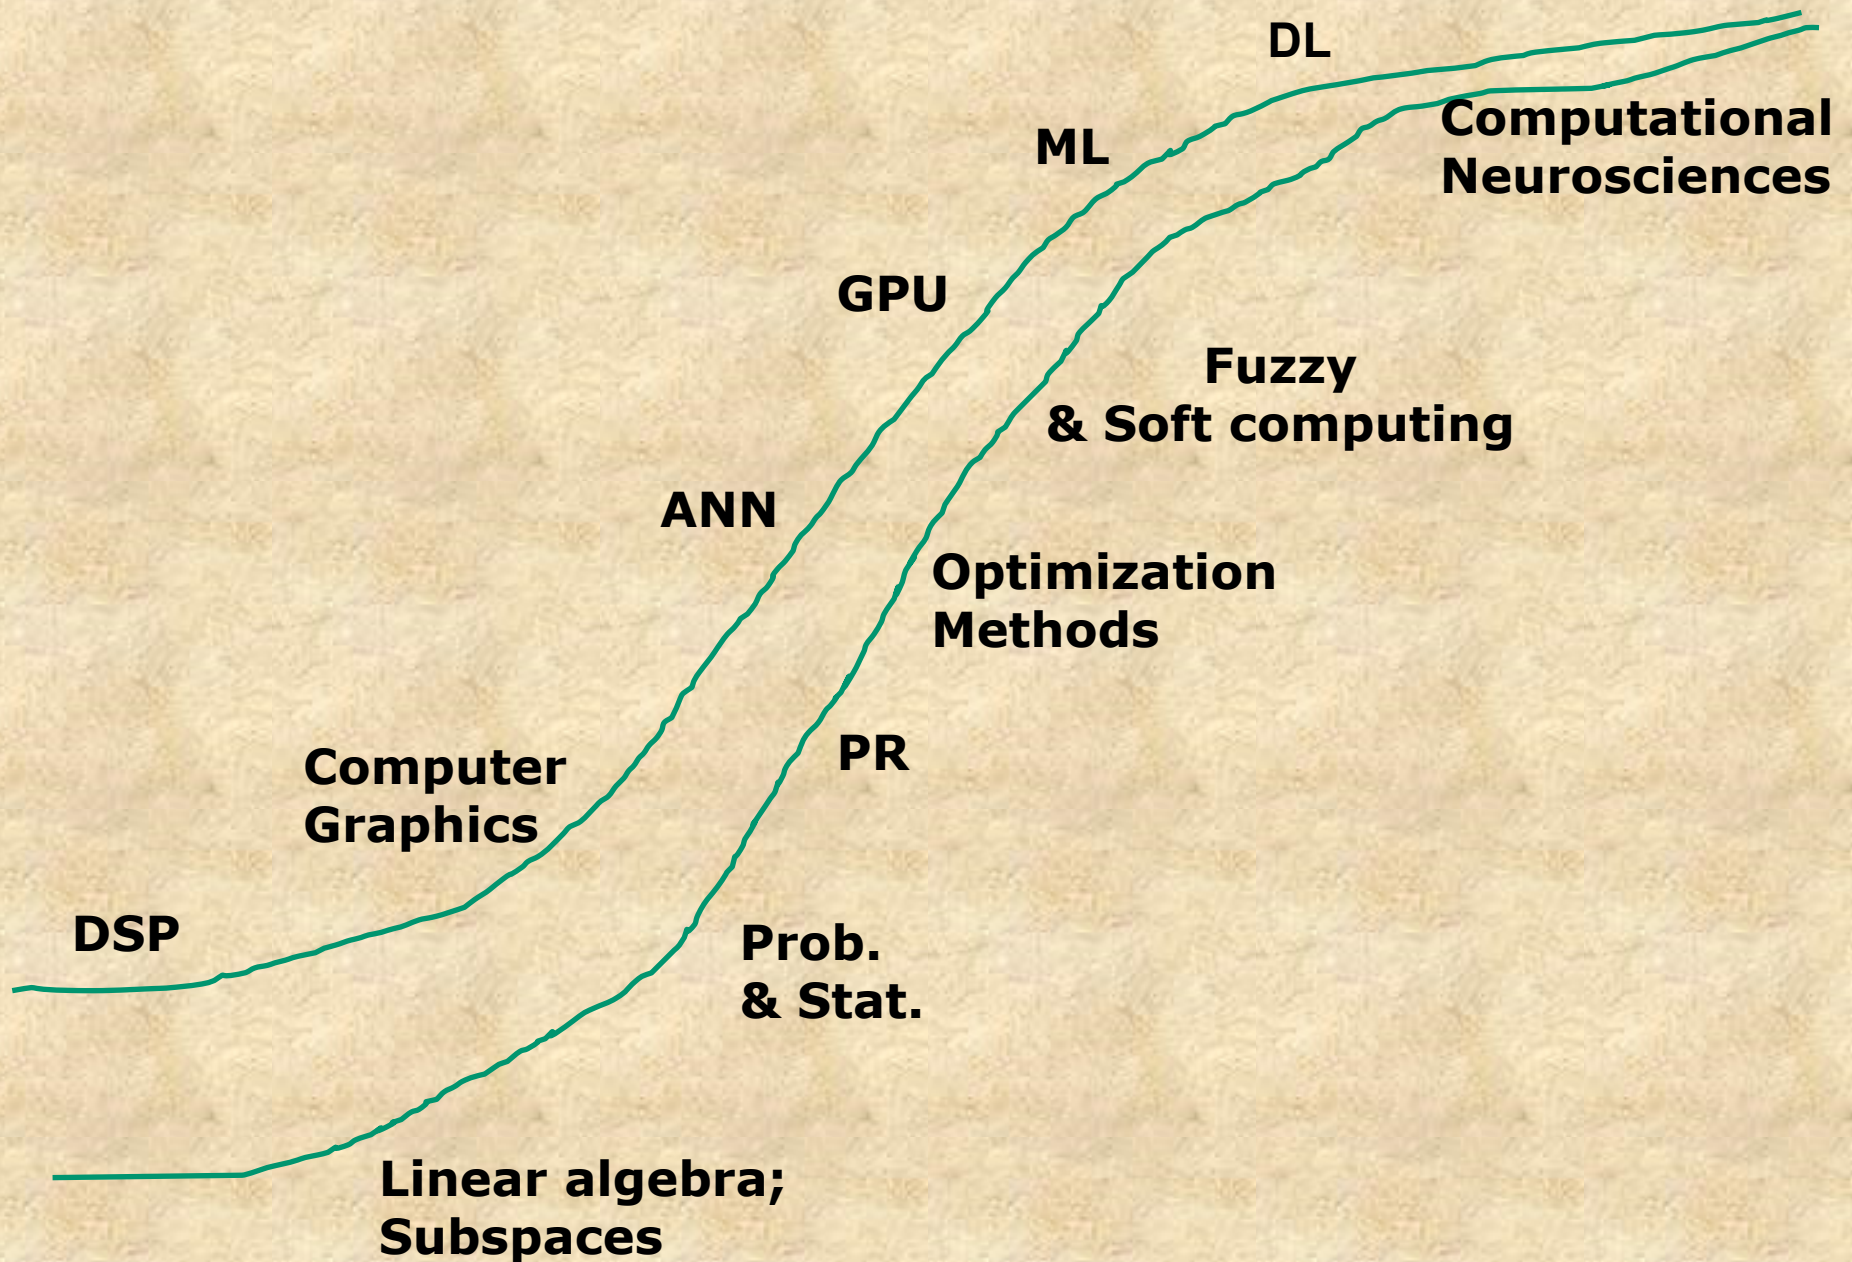 DL
Computational
Neurosciences
ML
GPU
Fuzzy
& Soft computing
ANN
Optimization
Methods
PR
Computer
Graphics
DSP
Prob.
& Stat.
Linear algebra;
Subspaces